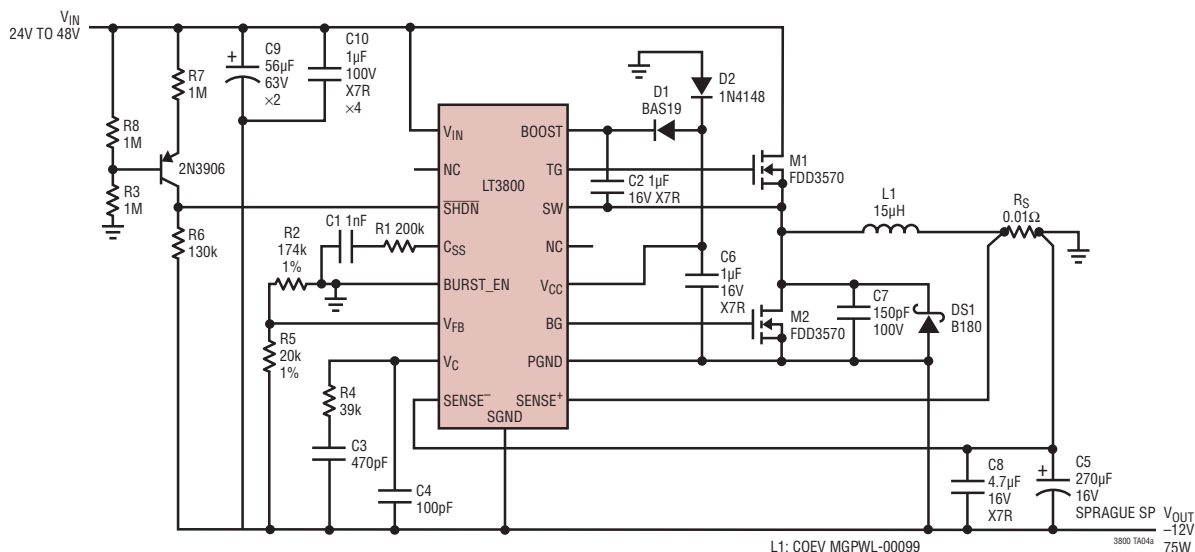 V_IN
24V TO 48V
R8
1M
R3
1M
R7
1M
2N3906
R6
130k
C9
+
56µF
63V
×2
C10
1µF
100V
X7R
×4
R2
174k
1%
C1 1nF
R1 200k
R5
20k
1%
R4
39k
C3
470pF
C4
100pF
LT3800
V_IN
NC
SHDN
C_SS
BURST_EN
V_FB
V_C
SENSE–
SGND
BOOST
TG
SW
NC
V_CC
BG
PGND
SENSE+
D1
BAS19
D2
1N4148
C2 1µF
16V X7R
M1
FDD3570
C6
1µF
16V
X7R
M2
FDD3570
L1
15µH
R_S
0.01Ω
C7
150pF
100V
DS1
B180
C8
4.7µF
16V
X7R
+
C5
270µF
16V
SPRAGUE SP
V_OUT
–12V
75W
3800 TA04a
L1: COEV MGPWL-00099